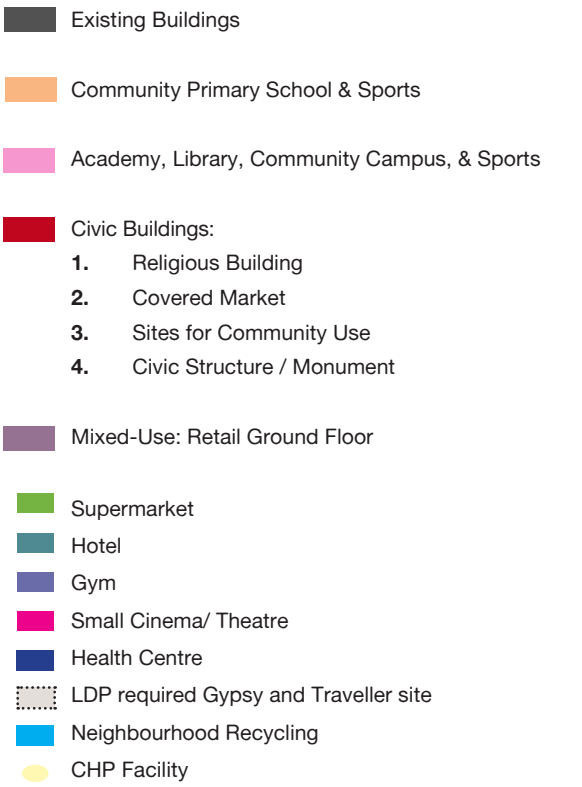 Existing Buildings
Community Primary School & Sports
Academy, Library, Community Campus, & Sports
Civic Buildings:
1. Religious Building
2. Covered Market
3. Sites for Community Use
4. Civic Structure / Monument
Mixed-Use: Retail Ground Floor
Supermarket
Hotel
Gym
Small Cinema/ Theatre
Health Centre
LDP required Gypsy and Traveller site
Neighbourhood Recycling
CHP Facility